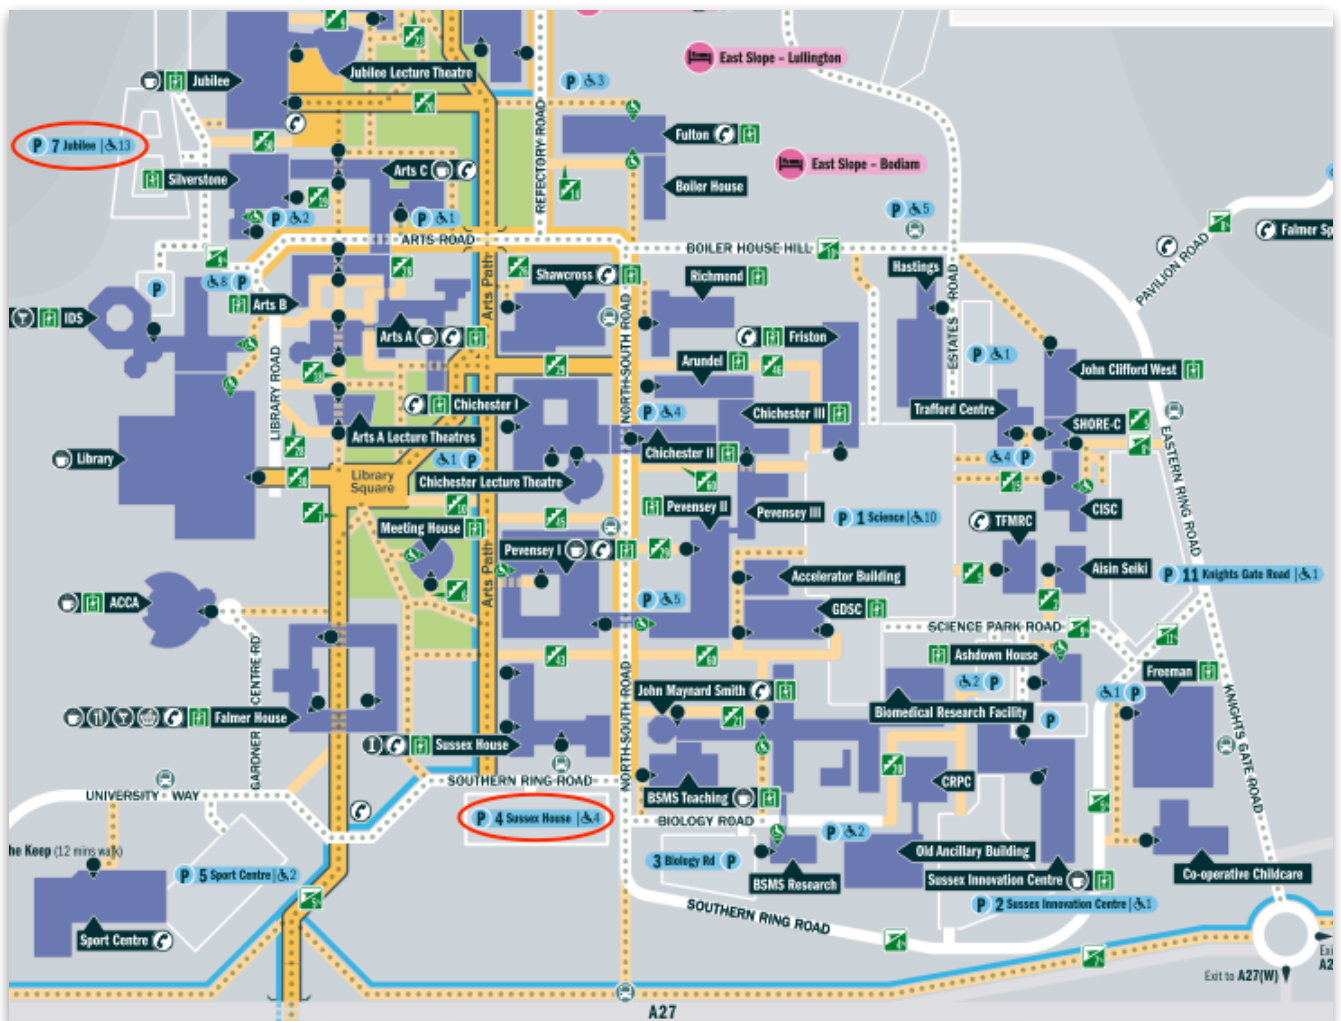 East Slope – Lullington
Jubilee Lecture Theatre
Jubilee
P 3
P 7 Jubilee | 13
Fulton
East Slope – Bodiam
Arts C
Silverstone
Boiler House
REFECTORY ROAD
P 2
P 1
P 5
ARTS ROAD
BOILER HOUSE HILL
PAVILION ROAD
Falmer Sp
Hastings
Shawcross
Richmond
8 P
P
Arts B
IDS
Arts Path
NORTH-SOUTH ROAD
ESTATES ROAD
Arts A
Friston
P 1
Arundel
John Clifford West
LIBRARY ROAD
Chichester I
P 4
Chichester III
Trafford Centre
SHORE-C
Arts A Lecture Theatres
Library
1 P
Chichester II
4 P
EASTERN RING ROAD
Library
Square
Chichester Lecture Theatre
Pevensey II
Pevensey III
P 1 Science | 10
CISC
Meeting House
TFMRC
Pevensey I
Arts Path
Accelerator Building
Aisin Seiki
P 11 Knights Gate Road | 1
ACCA
P 5
GDSC
SCIENCE PARK ROAD
Ashdown House
GARDNER CENTRE RD
Freeman
NORTH-SOUTH ROAD
John Maynard Smith
2 P
1 P
KNIGHTS GATE ROAD
Falmer House
Biomedical Research Facility
P
Sussex House
SOUTHERN RING ROAD
CRPC
UNIVERSITY WAY
BSMS Teaching
P 4 Sussex House | 4
BIOLOGY ROAD
P 2
he Keep (12 mins walk)
3 Biology Rd P
Old Ancillary Building
P 5 Sport Centre | 2
BSMS Research
Sussex Innovation Centre
Co-operative Childcare
P 2 Sussex Innovation Centre | 1
SOUTHERN RING ROAD
Sport Centre
Exit to A27(W)
Exi
A2
A27